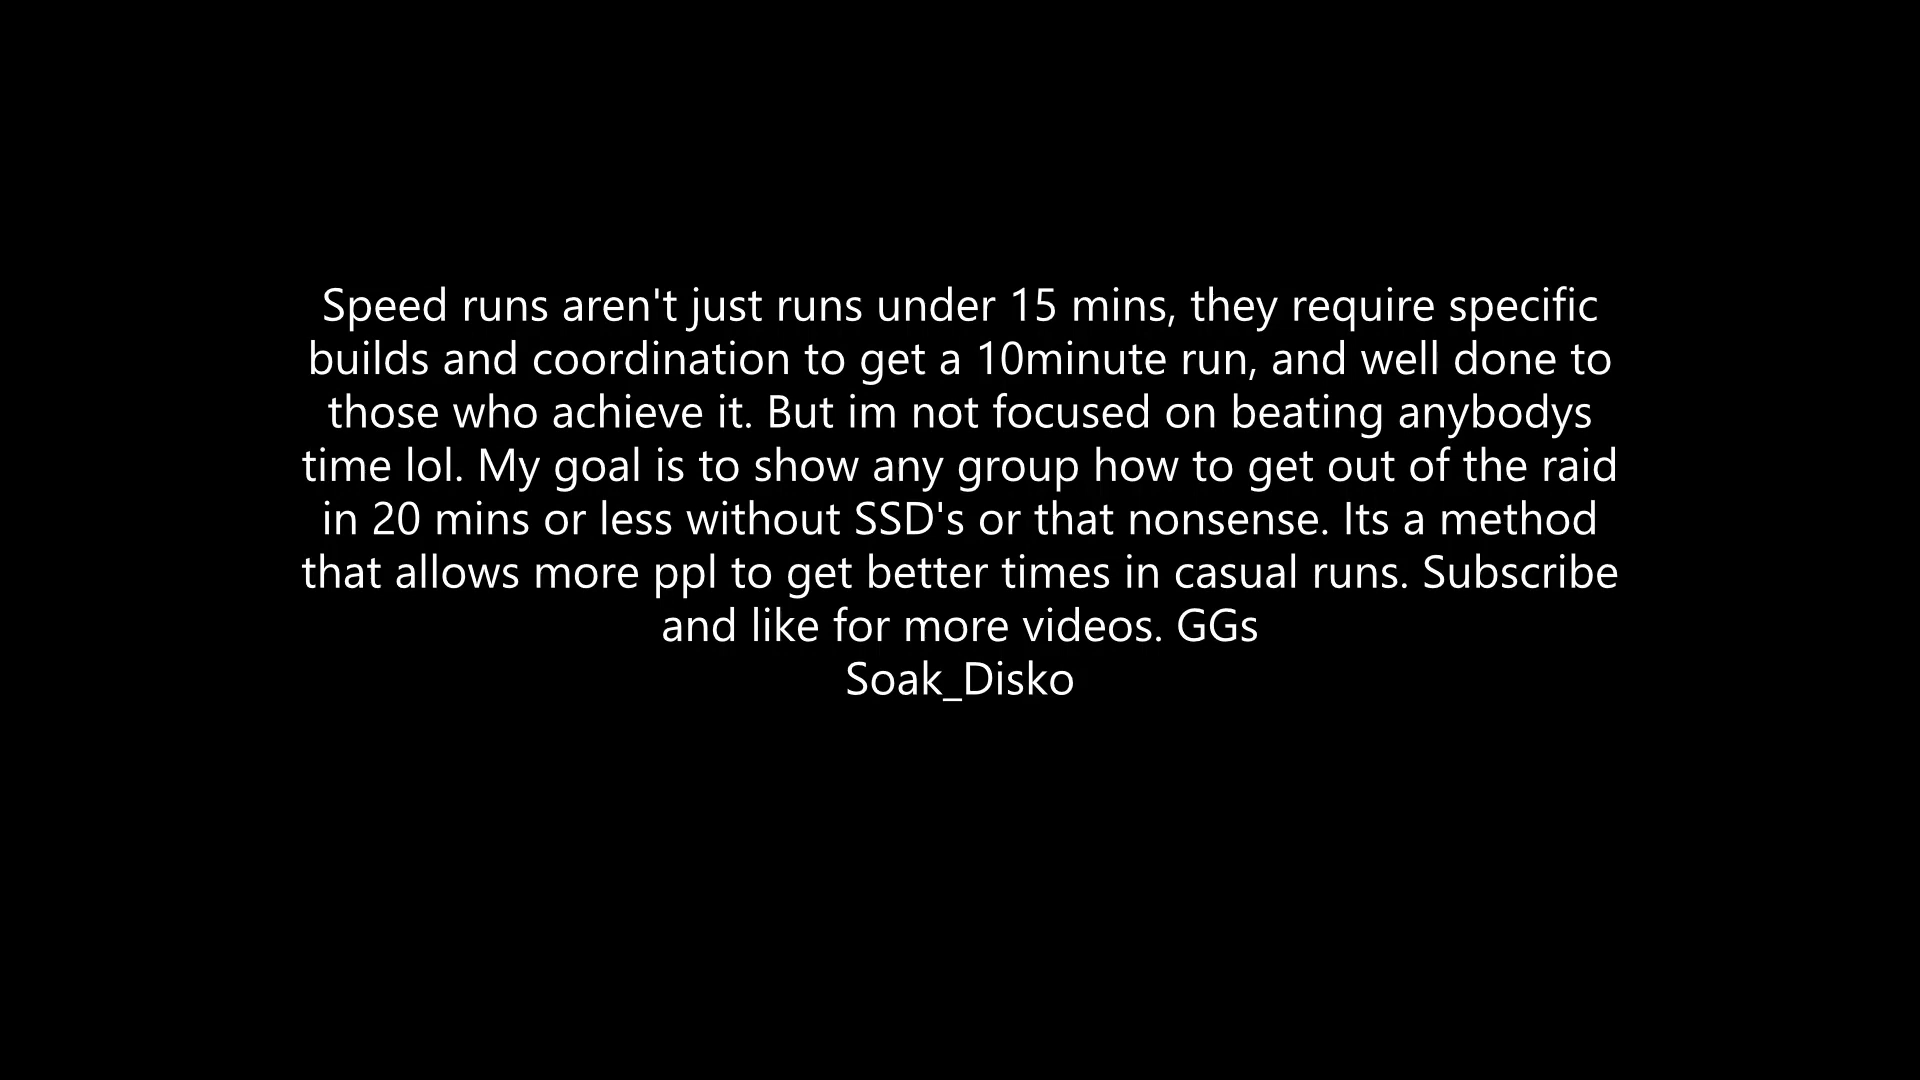 Speed runs aren't just runs under 15 mins, they require specific
builds and coordination to get a 10minute run, and well done to
those who achieve it. But im not focused on beating anybodys
time lol. My goal is to show any group how to get out of the raid
in 20 mins or less without SSD's or that nonsense. Its a method
that allows more ppl to get better times in casual runs. Subscribe
and like for more videos. GGs
Soak_Disko